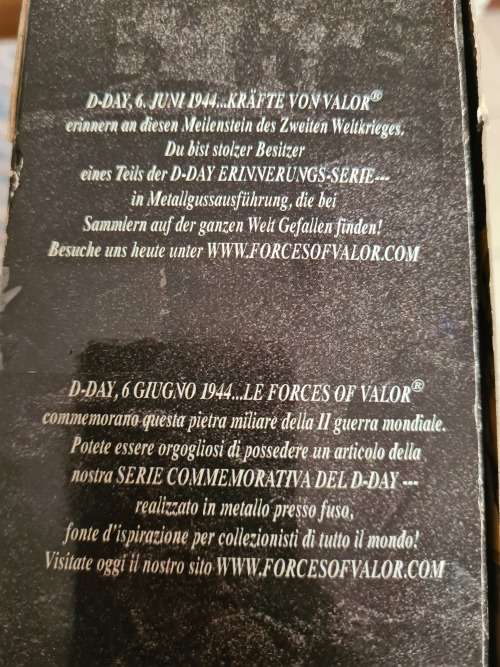 D-DAY, 6. JUNI 1944...KRÄFTE VON VALOR®
erinnern an diesen Meilenstein des Zweiten Weltkrieges.
Du bist stolzer Besitzer
eines Teils der D-DAY ERINNERUNGS-SERIE---
in Metallgussausführung, die bei
Sammlern auf der ganzen Welt Gefallen finden!
Besuche uns heute unter WWW.FORCESOFVALOR.COM
D-DAY, 6 GIUGNO 1944...LE FORCES OF VALOR®
commemorano questa pietra miliare della II guerra mondiale.
Potete essere orgogliosi di possedere un articolo della
nostra SERIE COMMEMORATIVA DEL D-DAY ---
realizzato in metallo presso fuso,
fonte d'ispirazione per collezionisti di tutto il mondo!
Visitate oggi il nostro sito WWW.FORCESOFVALOR.COM